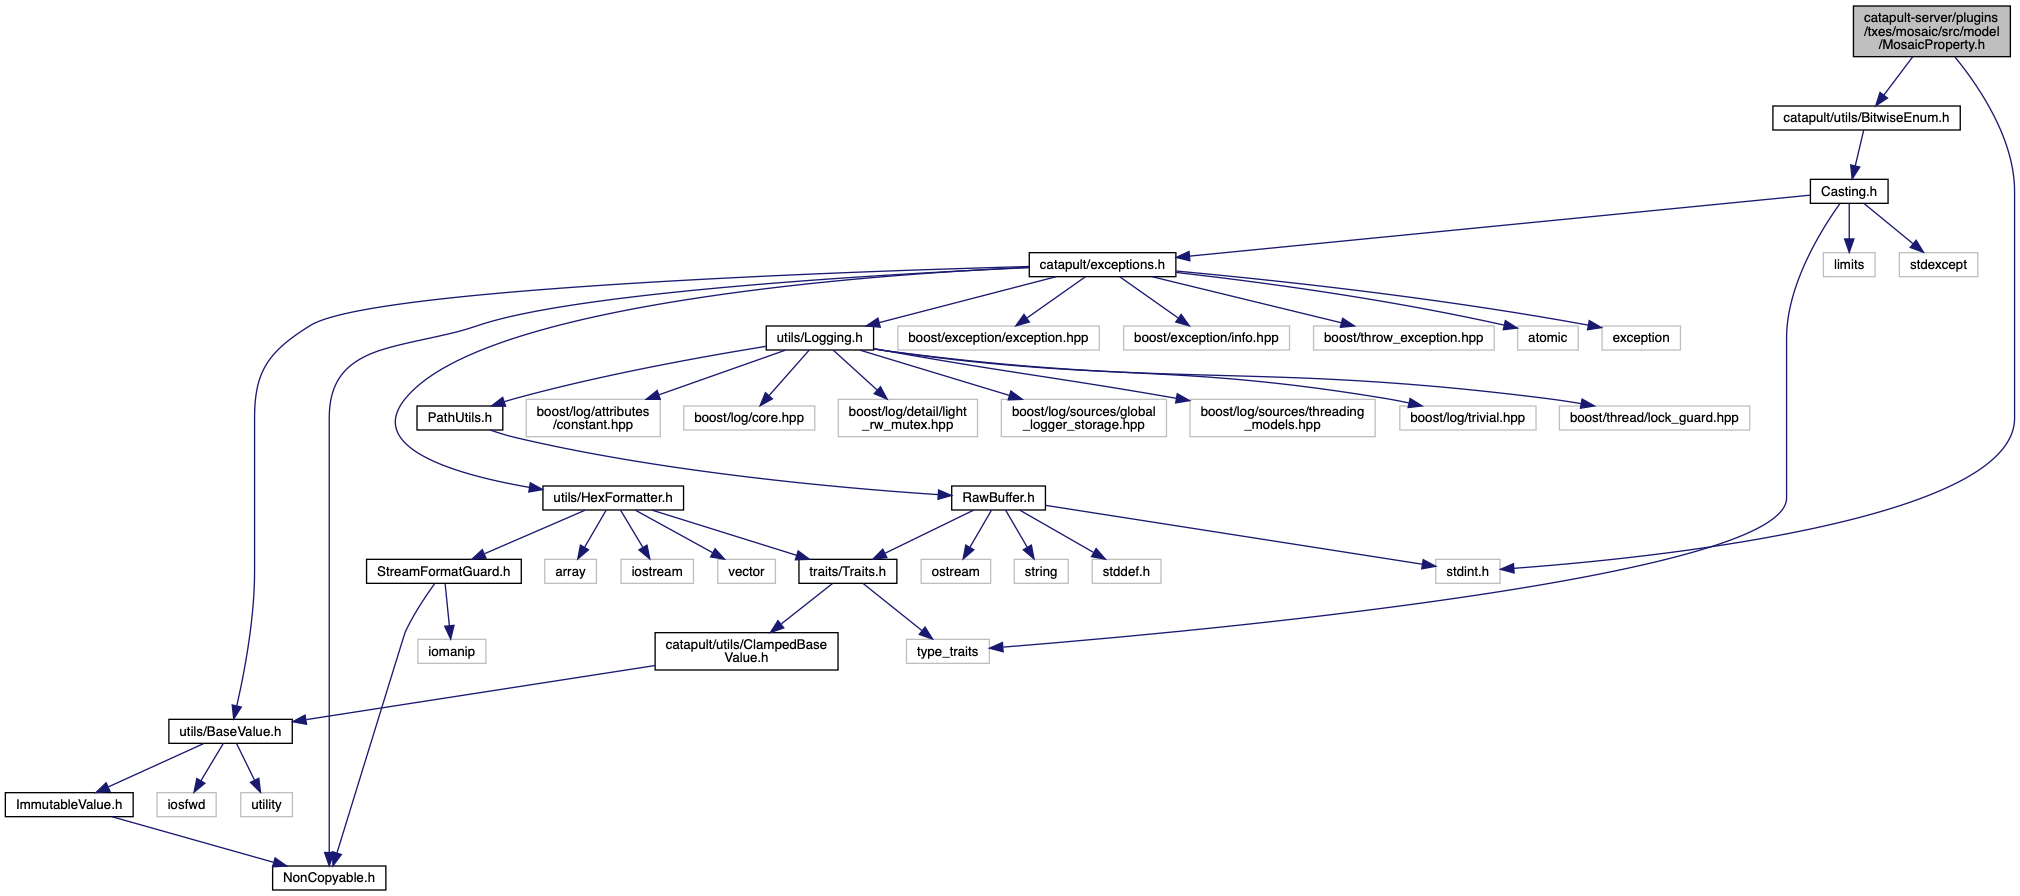 catapult-server/plugins
/txes/mosaic/src/model
/MosaicProperty.h
catapult/utils/BitwiseEnum.h
Casting.h
catapult/exceptions.h
limits
stdexcept
utils/Logging.h
boost/exception/exception.hpp
boost/exception/info.hpp
boost/throw_exception.hpp
atomic
exception
PathUtils.h
boost/log/attributes
/constant.hpp
boost/log/core.hpp
boost/log/detail/light
_rw_mutex.hpp
boost/log/sources/global
_logger_storage.hpp
boost/log/sources/threading
_models.hpp
boost/log/trivial.hpp
boost/thread/lock_guard.hpp
utils/HexFormatter.h
RawBuffer.h
StreamFormatGuard.h
array
iostream
vector
traits/Traits.h
ostream
string
stddef.h
stdint.h
iomanip
catapult/utils/ClampedBase
Value.h
type_traits
utils/BaseValue.h
ImmutableValue.h
iosfwd
utility
NonCopyable.h